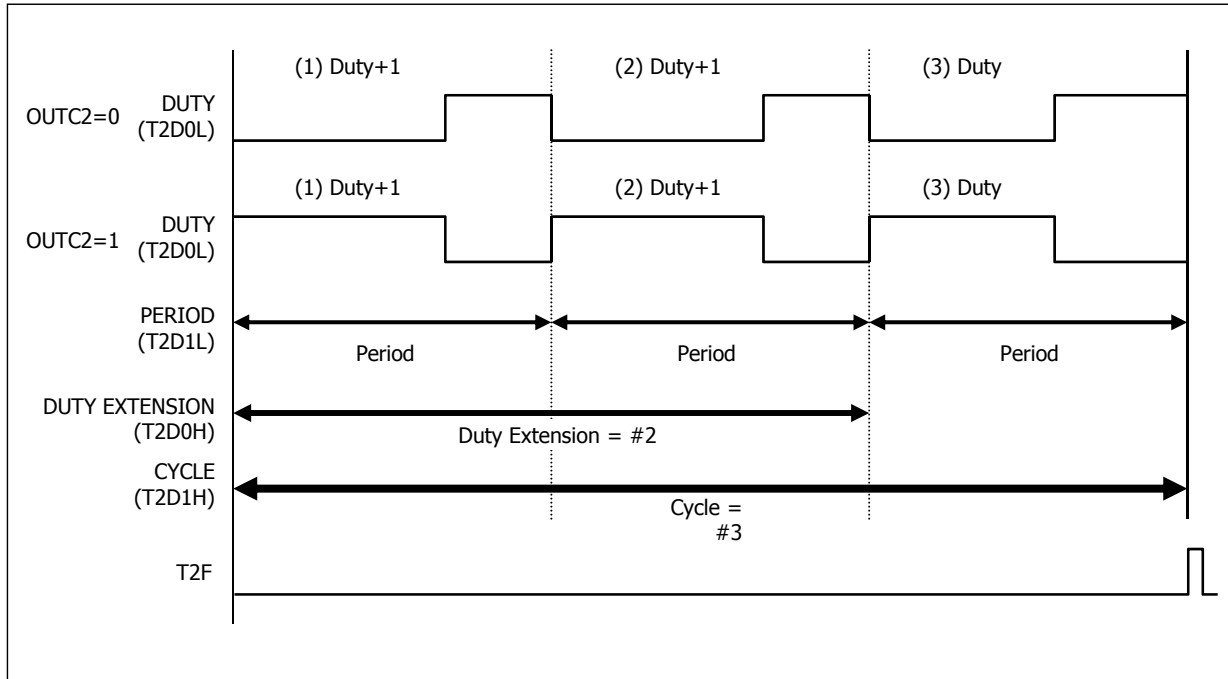 (1) Duty+1 (2) Duty+1 (3) Duty
OUTC2=0 DUTY
(T2D0L)
(1) Duty+1 (2) Duty+1 (3) Duty
OUTC2=1 DUTY
(T2D0L)
PERIOD
(T2D1L)
Period Period Period
DUTY EXTENSION
(T2D0H)
Duty Extension = #2
CYCLE
(T2D1H)
Cycle =
#3
T2F